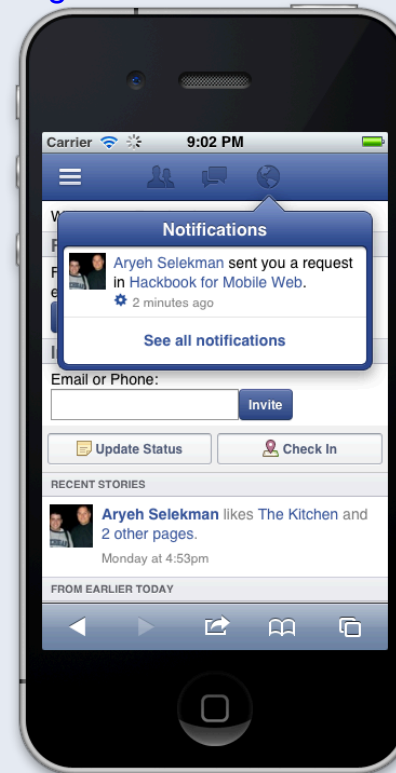 Carrier 9:02 PM
Notifications
Aryeh Selekman sent you a request
in Hackbook for Mobile Web.
2 minutes ago
See all notifications
Email or Phone:
Invite
Update Status Check In
RECENT STORIES
Aryeh Selekman likes The Kitchen and
2 other pages.
Monday at 4:53pm
FROM EARLIER TODAY